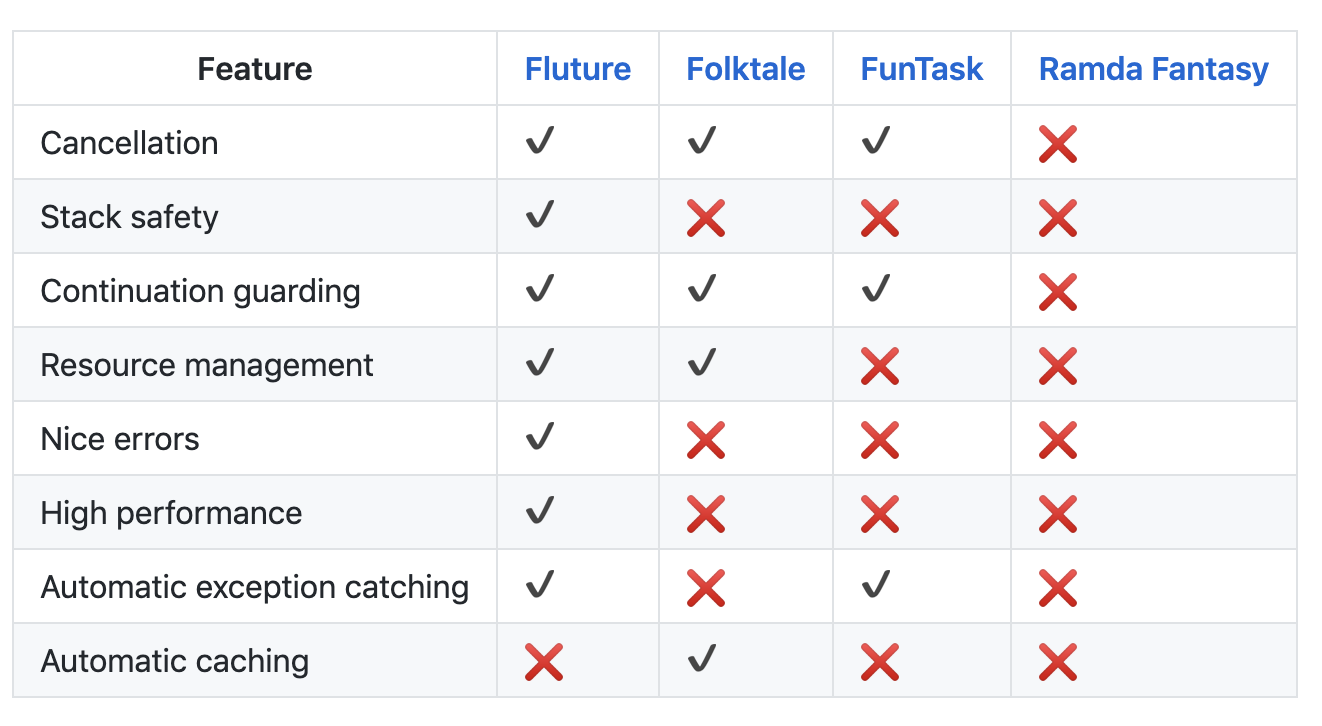 Feature Fluture Folktale FunTask Ramda Fantasy
Cancellation ✔ ✔ ✔ ❌
Stack safety ✔ ❌ ❌ ❌
Continuation guarding ✔ ✔ ✔ ❌
Resource management ✔ ✔ ❌ ❌
Nice errors ✔ ❌ ❌ ❌
High performance ✔ ❌ ❌ ❌
Automatic exception catching ✔ ❌ ✔ ❌
Automatic caching ❌ ✔ ❌ ❌